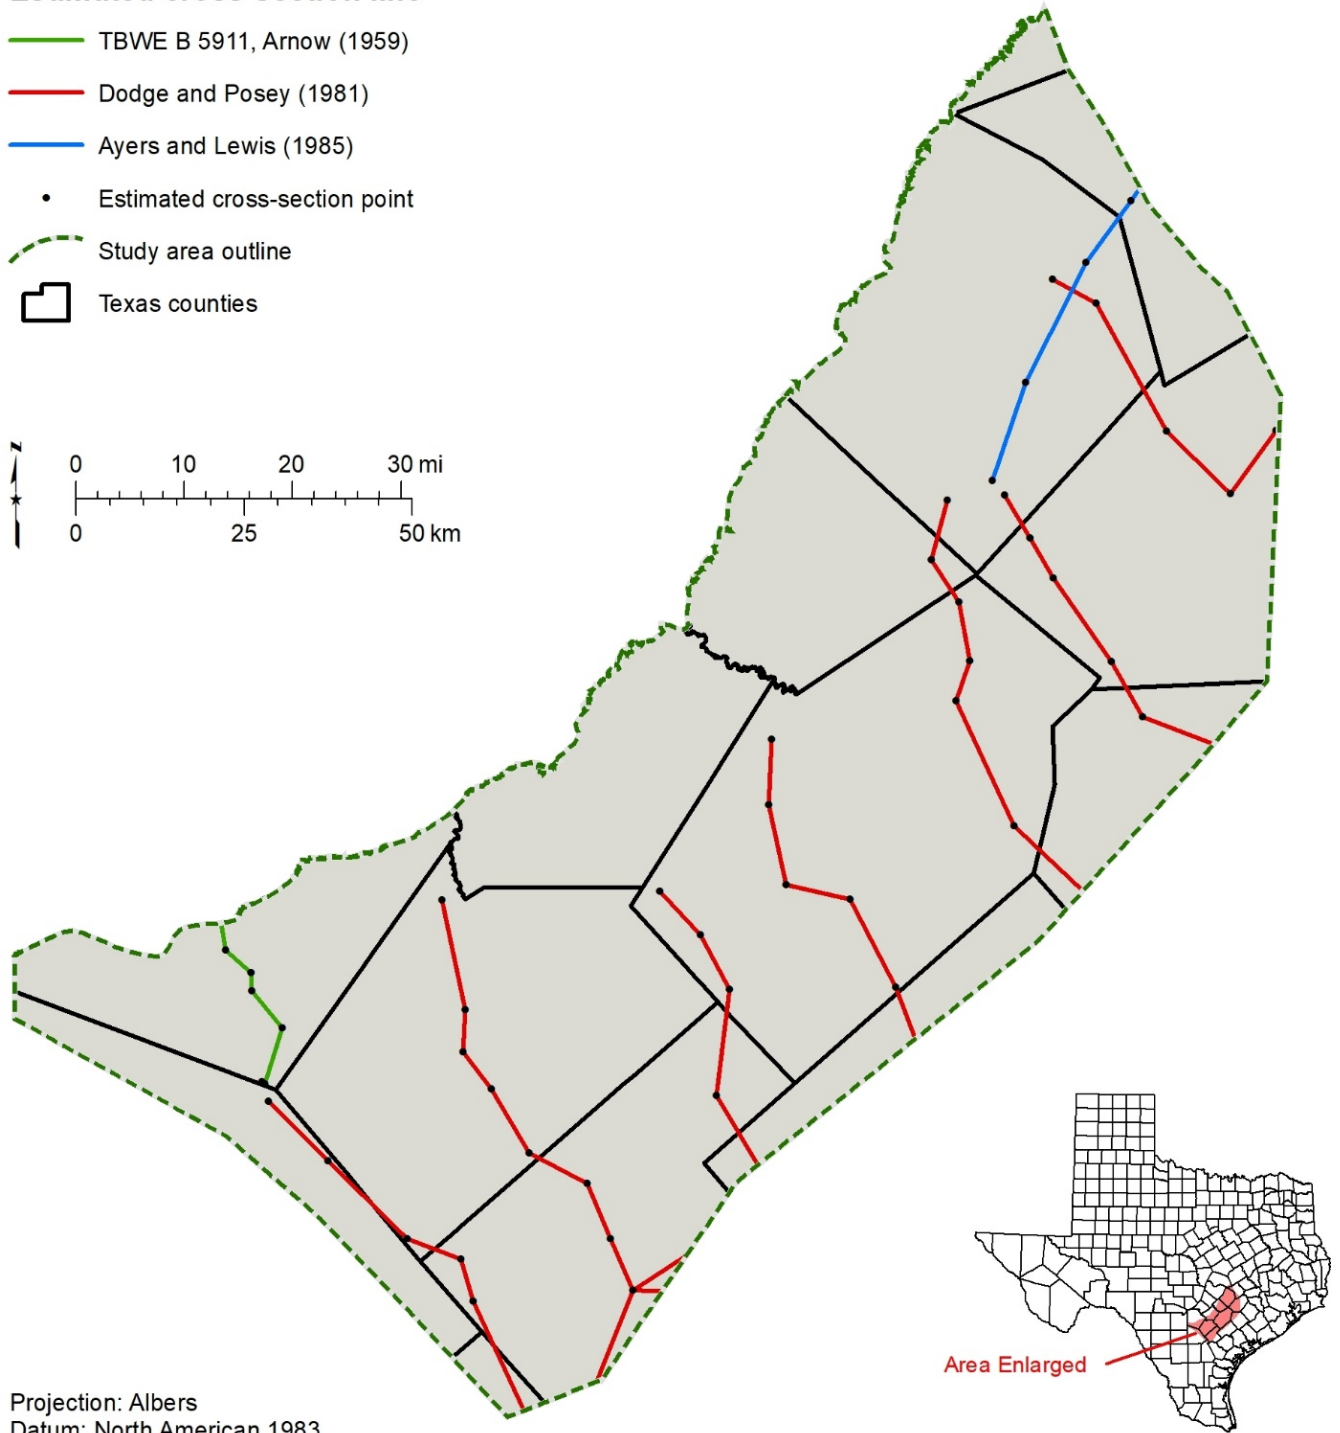 TBWE B 5911, Arnow (1959)
Dodge and Posey (1981)
Ayers and Lewis (1985)
Estimated cross-section point
Study area outline
Texas counties
N
0 10 20 30 mi
0 25 50 km
Area Enlarged
Projection: Albers
Datum: North American 1983